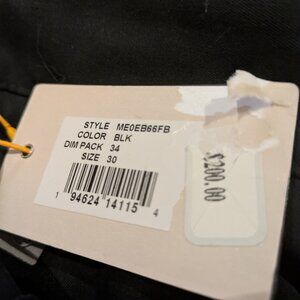 STYLE ME0EB66FB
COLOR BLK
DIM PACK 34
SIZE 30
1 94624 14115 4
$200.00